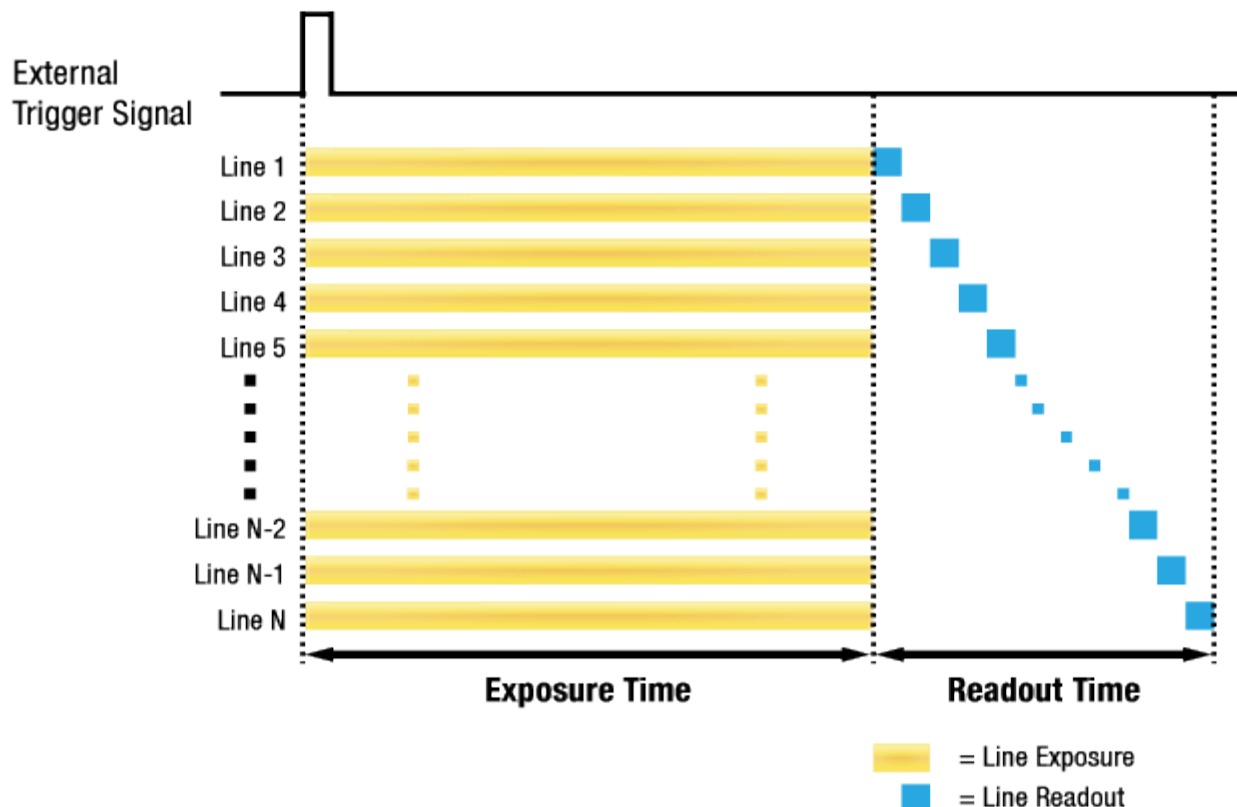 External
Trigger Signal
Line 1
Line 2
Line 3
Line 4
Line 5
Line N-2
Line N-1
Line N
Exposure Time
Readout Time
= Line Exposure
= Line Readout